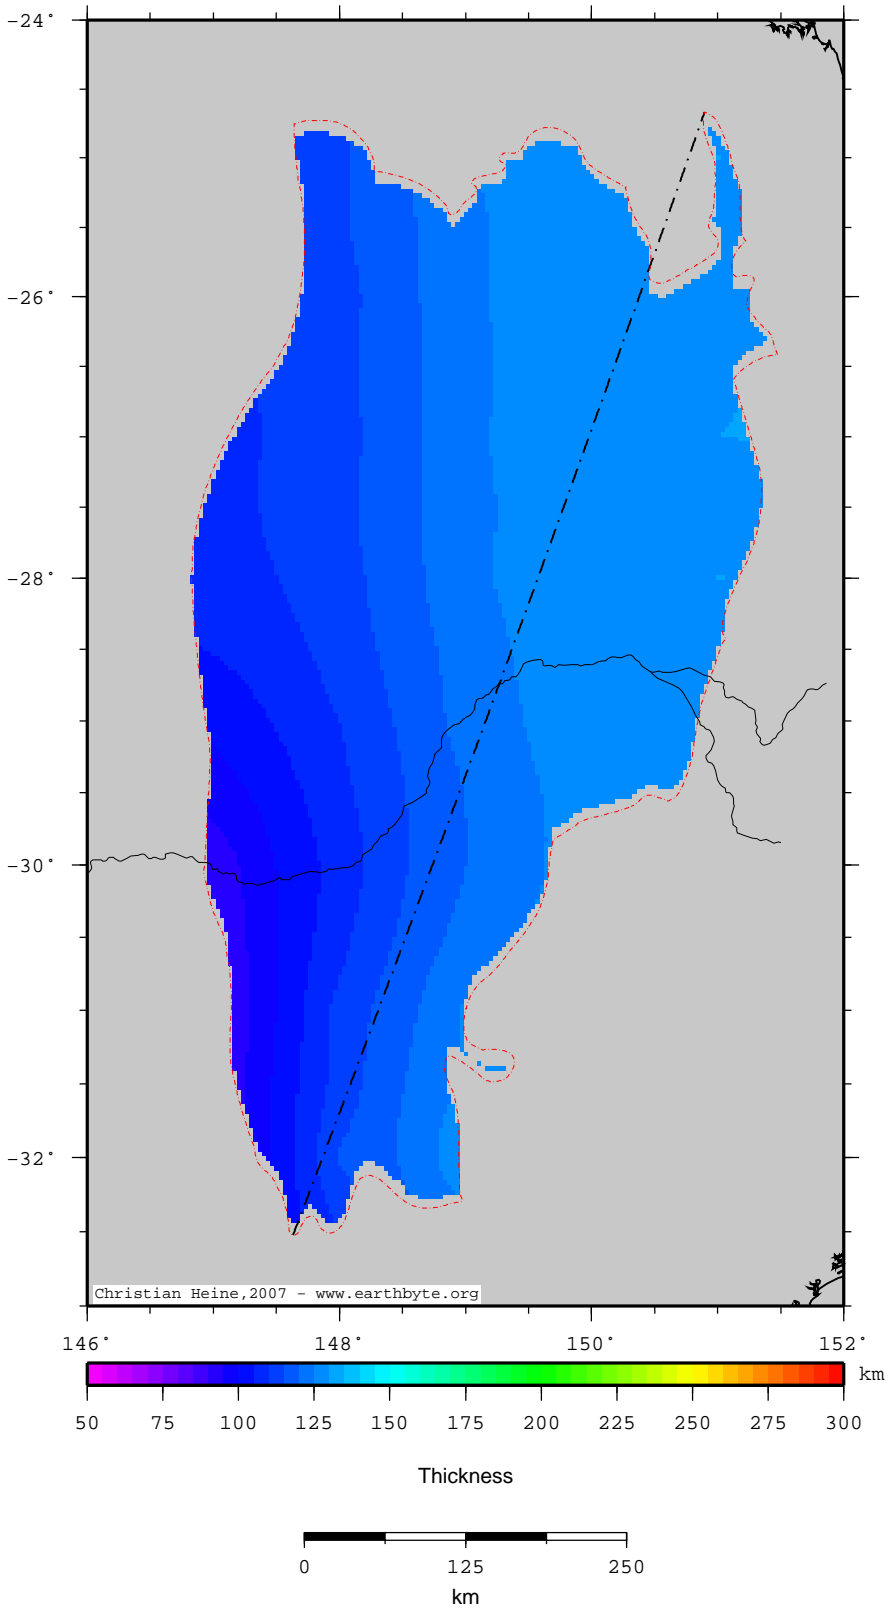 -24°
-26°
-28°
-30°
-32°
Christian Heine,2007 - www.earthbyte.org
146° 148° 150° 152°
km
50 75 100 125 150 175 200 225 250 275 300
Thickness
0 125 250
km